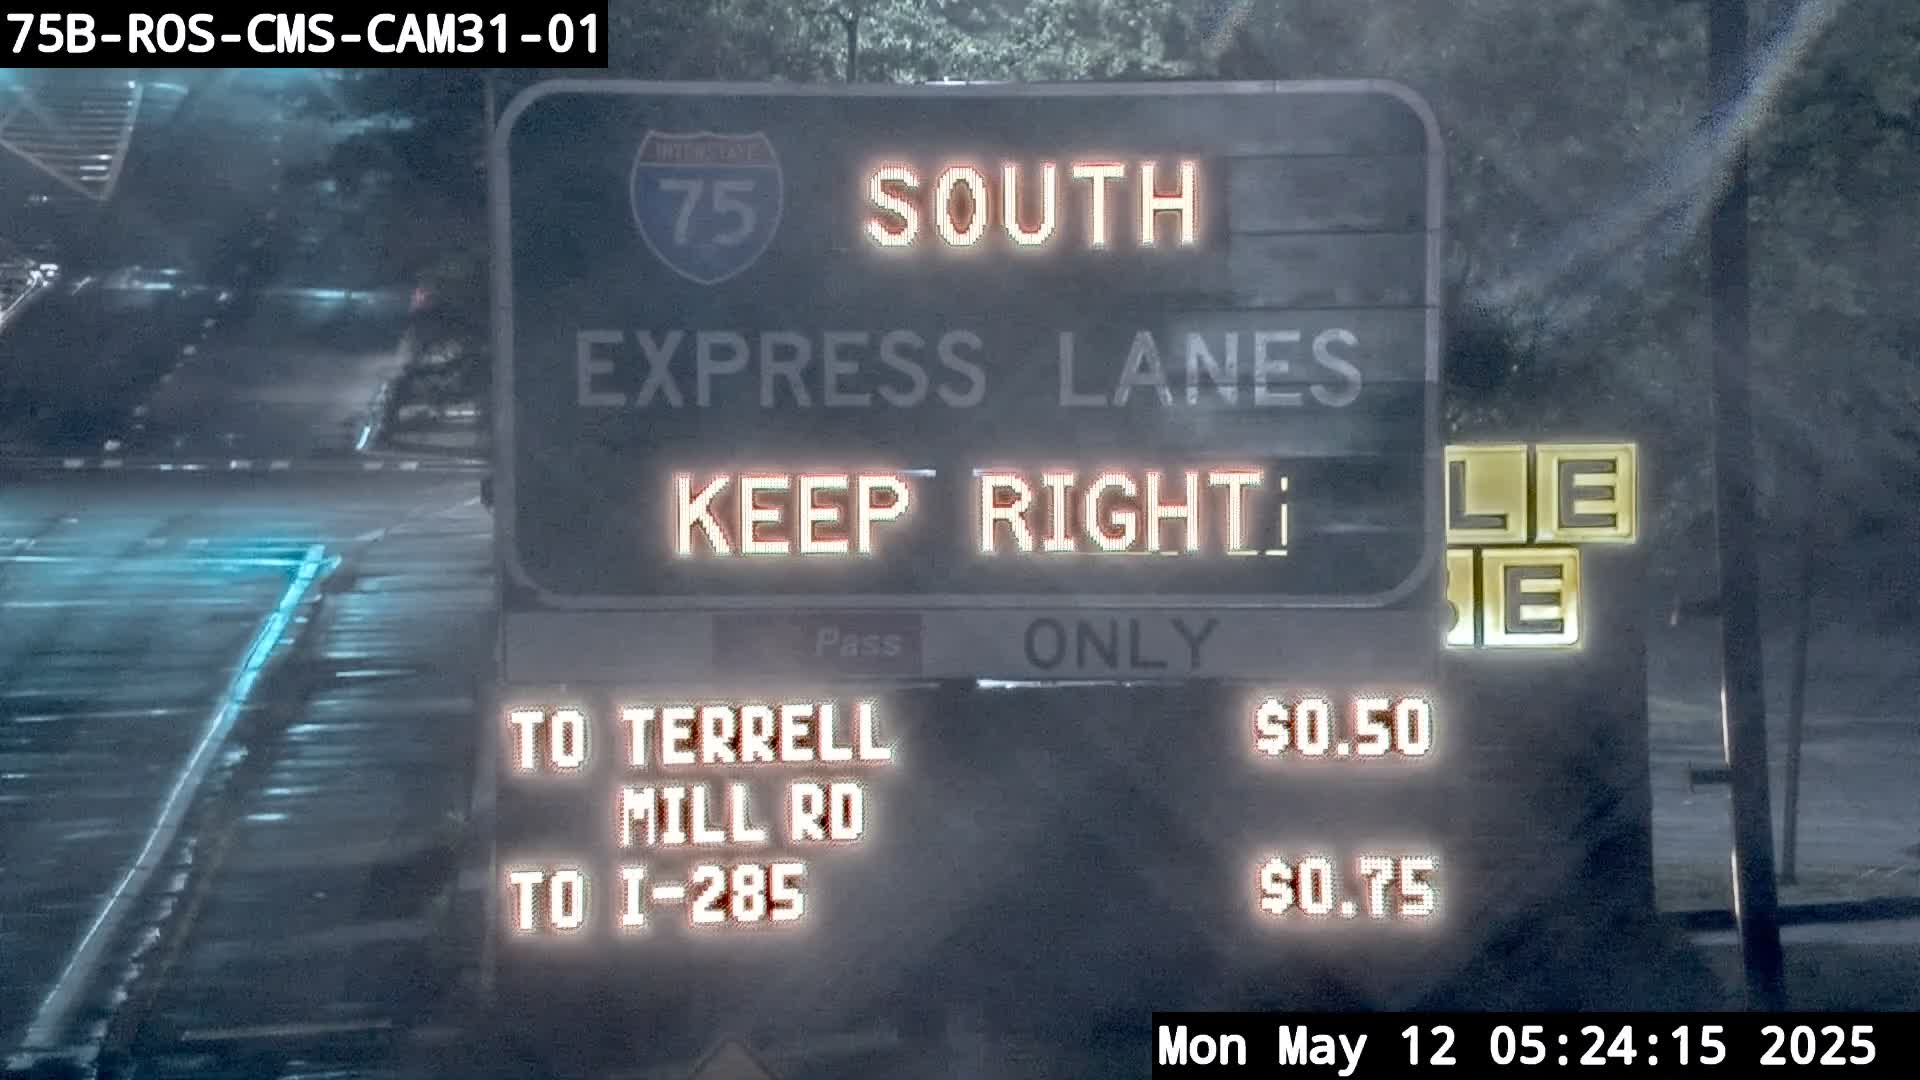 75B-ROS-CMS-CAM31-01
INTERSTATE
75
SOUTH
EXPRESS LANES
KEEP RIGHT
Pass ONLY
LE
E
TO TERRELL $0.50
MILL RD
TO I-285 $0.75
Mon May 12 05:24:15 2025